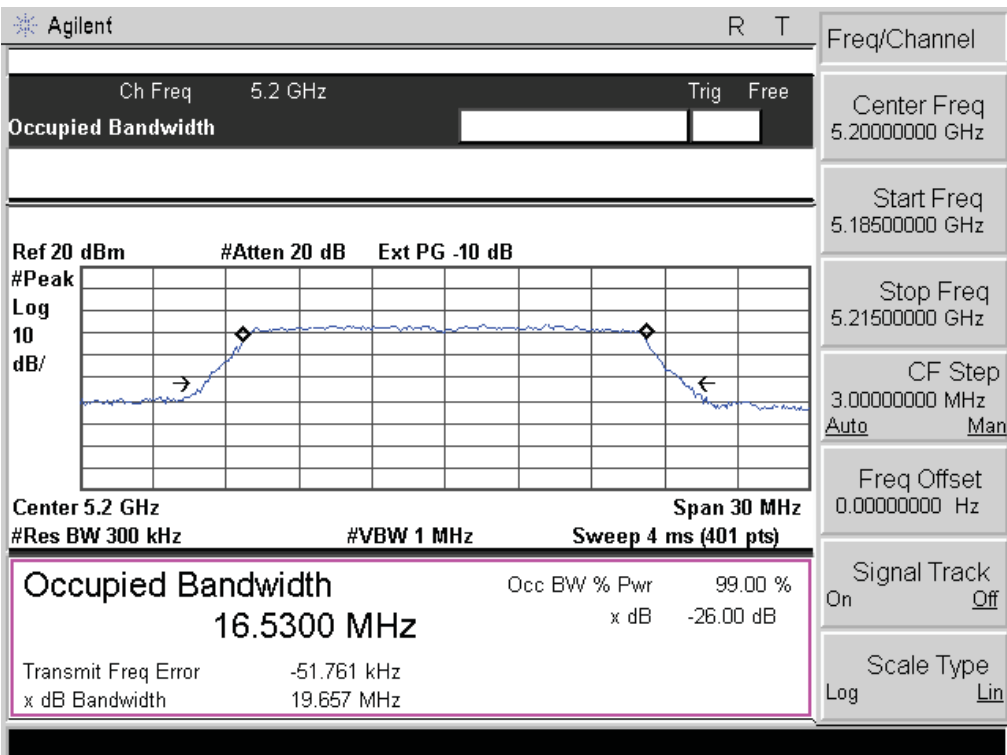 Agilent R T
Ch Freq 5.2 GHz Trig Free
Occupied Bandwidth
Ref 20 dBm #Atten 20 dB Ext PG -10 dB
#Peak
Log
10
dB/
Center 5.2 GHz Span 30 MHz
#Res BW 300 kHz #VBW 1 MHz Sweep 4 ms (401 pts)
Occupied Bandwidth Occ BW % Pwr 99.00 %
16.5300 MHz x dB -26.00 dB
Transmit Freq Error -51.761 kHz
x dB Bandwidth 19.657 MHz
Freq/Channel
Center Freq
5.20000000 GHz
Start Freq
5.18500000 GHz
Stop Freq
5.21500000 GHz
CF Step
3.00000000 MHz
Auto Man
Freq Offset
0.00000000 Hz
Signal Track
On Off
Scale Type
Log Lin